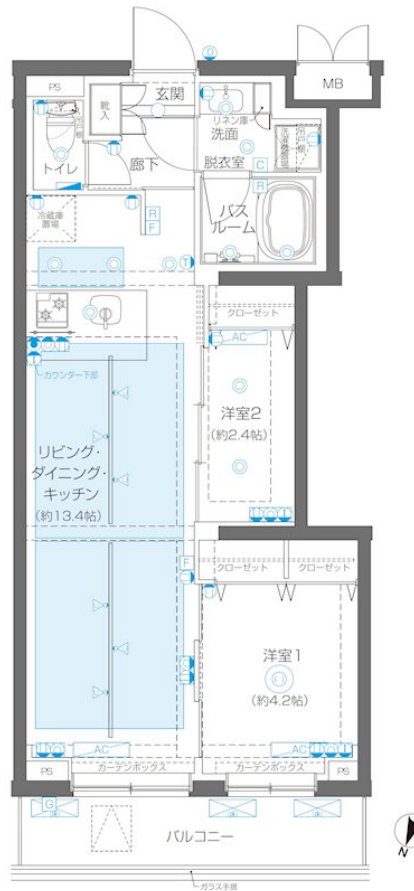 PS
靴入
玄関
MB
リネン庫
洗面
脱衣室
C
トイレ
廊下
冷蔵庫
置場
R
F
R
バス
ルーム
T
クローゼット
AC
カウンター下部
洋室2
(約2.4帖)
リビング・
ダイニング・
キッチン
(約13.4帖)
F
クローゼット
クローゼット
洋室1
(約4.2帖)
AC
AC
PS
カーテンボックス
カーテンボックス
PS
G
バルコニー
N
ガラス手摺